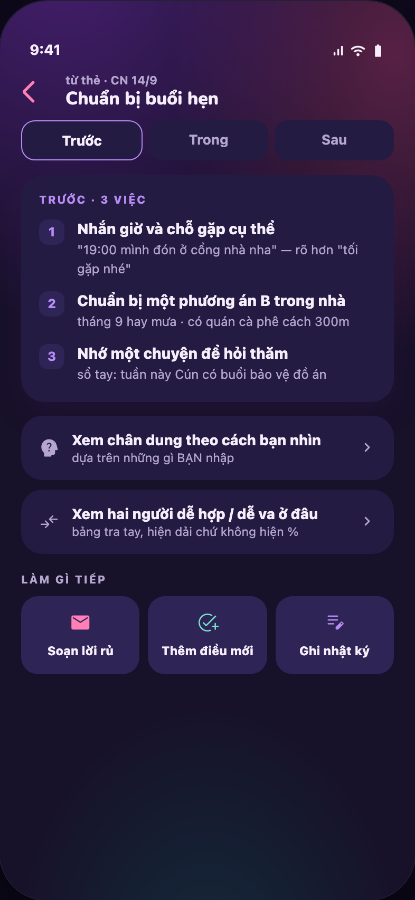 9:41
từ thẻ · CN 14/9
Chuẩn bị buổi hẹn
Trước
Trong
Sau
TRƯỚC · 3 VIỆC
1
Nhắn giờ và chỗ gặp cụ thể
"19:00 mình đón ở cổng nhà nha" — rõ hơn "tối
gặp nhé"
2
Chuẩn bị một phương án B trong nhà
tháng 9 hay mưa · có quán cà phê cách 300m
3
Nhớ một chuyện để hỏi thăm
sổ tay: tuần này Cún có buổi bảo vệ đồ án
Xem chân dung theo cách bạn nhìn
dựa trên những gì BẠN nhập
Xem hai người dễ hợp / dễ va ở đâu
bảng tra tay, hiện dải chứ không hiện %
LÀM GÌ TIẾP
Soạn lời rủ
Thêm điều mới
Ghi nhật ký